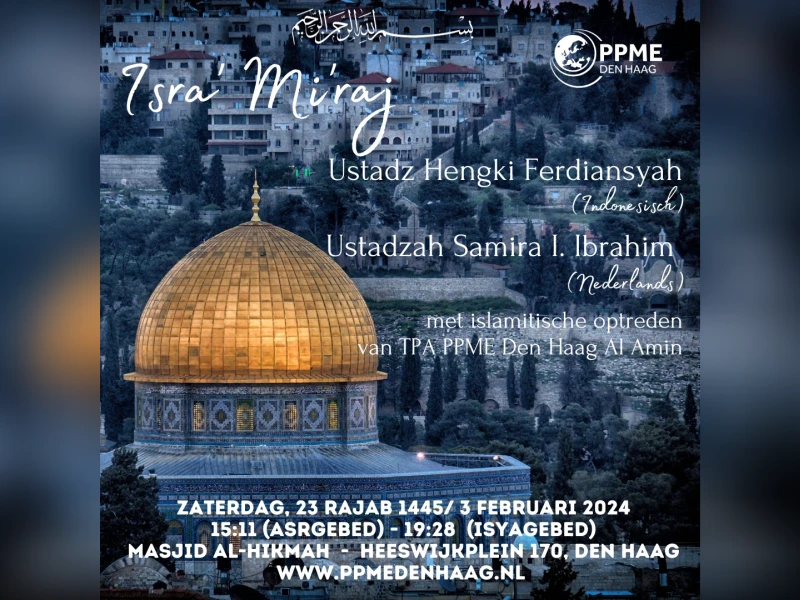 بسم الله الرحمن الرحيم
PPME
DEN HAAG
Isra' Mi'raj
Ustadz Hengki Ferdiansyah
(Indonesisch)
Ustadzah Samira I. Ibrahim
(Nederlands)
met islamitische optreden
van TPA PPME Den Haag Al Amin
ZATERDAG, 23 RAJAB 1445/ 3 FEBRUARI 2024
15:11 (ASRGEBED) - 19:28 (ISYAGEBED)
MASJID AL-HIKMAH - HEESWIJKPLEIN 170, DEN HAAG
WWW.PPMEDENHAAG.NL